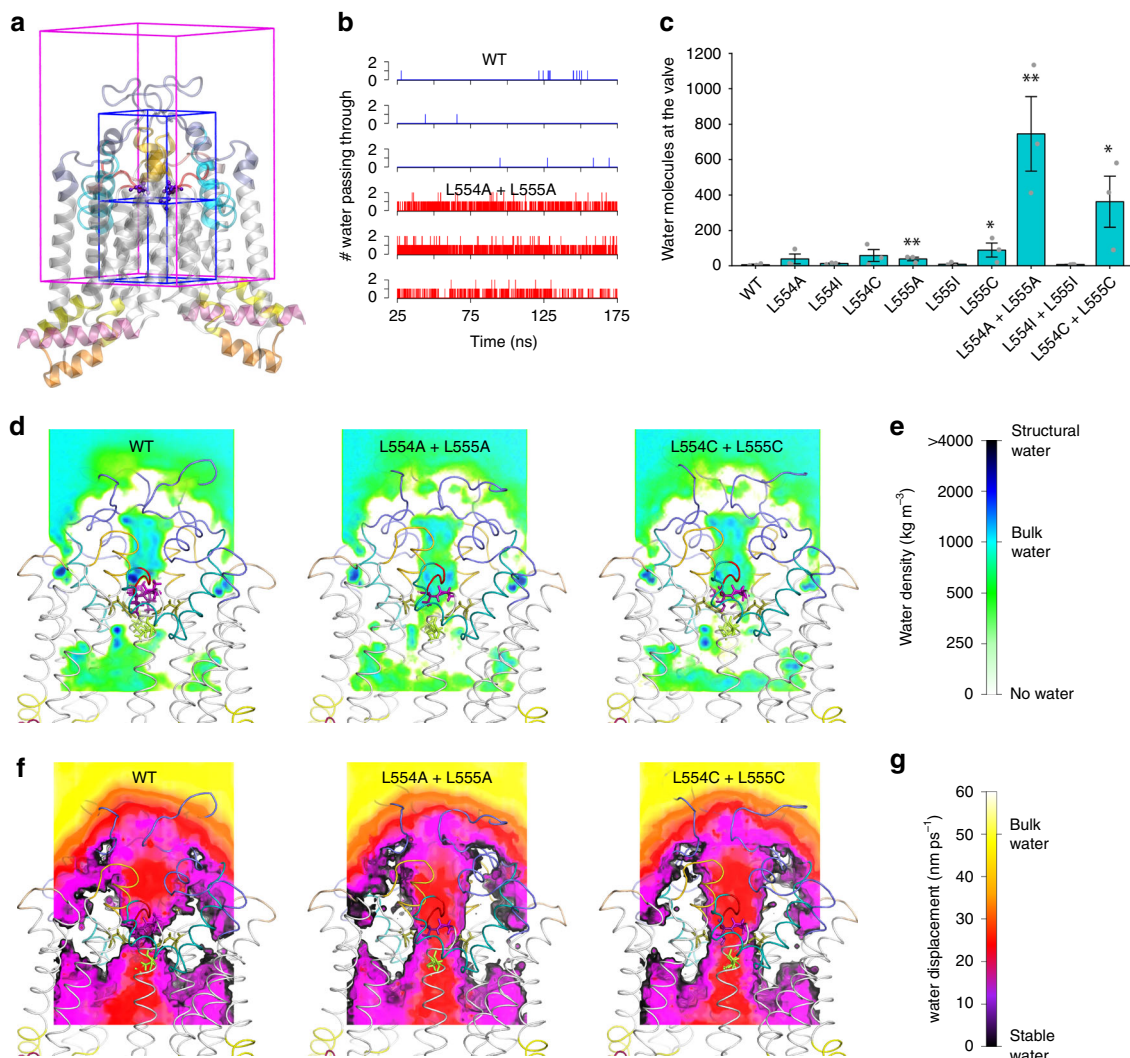 a
b
c
WT
2
0
2
0
2
0
L554A + L555A
2
0
2
0
2
0
25
75
125
175
Time (ns)
# water passing through
1200
1000
800
600
400
200
0
Water molecules at the valve
**
*
**
*
WT
L554A
L554I
L554C
L555A
L555I
L555C
L554A + L555A
L554I + L555I
L554C + L555C
d
WT
L554A + L555A
L554C + L555C
e
>4000
2000
1000
500
250
0
Water density (kg m⁻³)
Structural
water
Bulk
water
No water
f
WT
L554A + L555A
L554C + L555C
g
60
50
40
30
20
10
0
water displacement (nm ps⁻¹)
Bulk
water
Stable
water